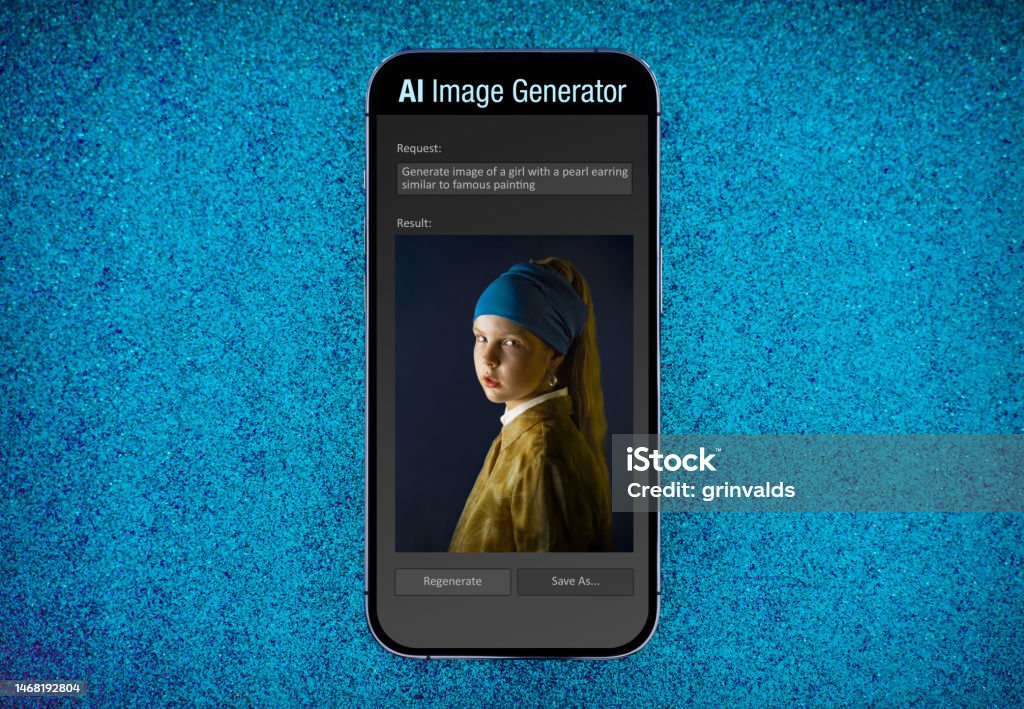 AI Image Generator
Request:
Generate image of a girl with a pearl earring
similar to famous painting
Result:
iStock™
Credit: grinvalds
Regenerate
Save As...
1468192804